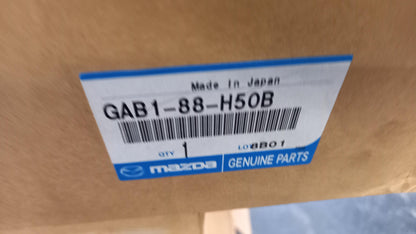 Made in Japan
GAB1-88-H50B
QTY 1 LO 6B01
mazda GENUINE PARTS